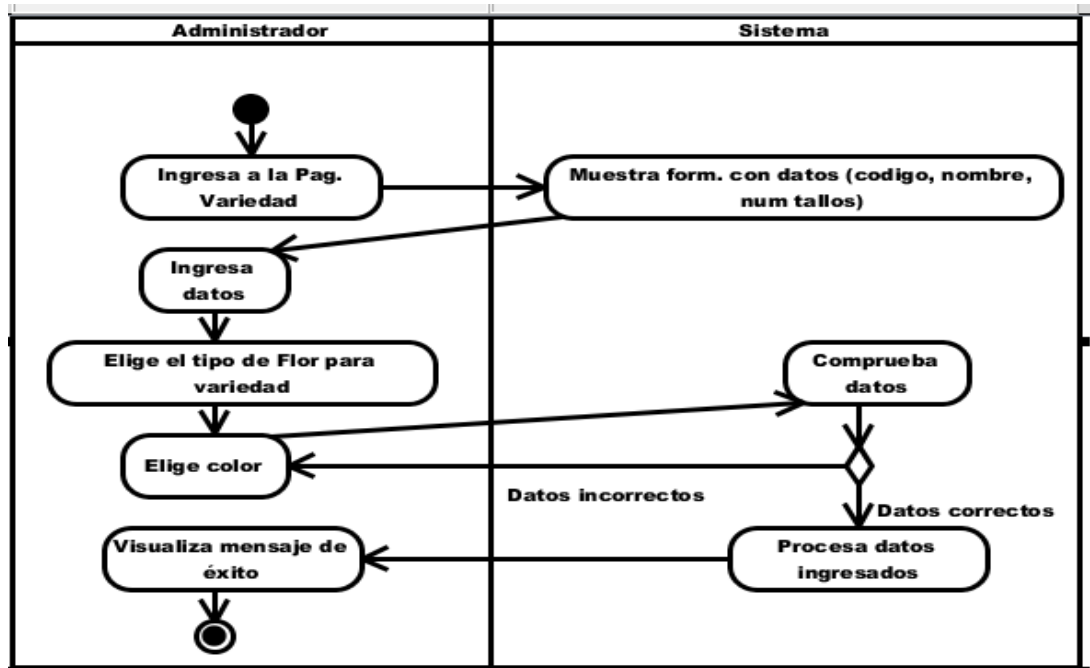 Administrador
Sistema
Ingresa a la Pag.
Variedad
Muestra form. con datos (codigo, nombre,
num tallos)
Ingresa
datos
Elige el tipo de Flor para
variedad
Comprueba
datos
Elige color
Datos incorrectos
Datos correctos
Procesa datos
ingresados
Visualiza mensaje de
éxito